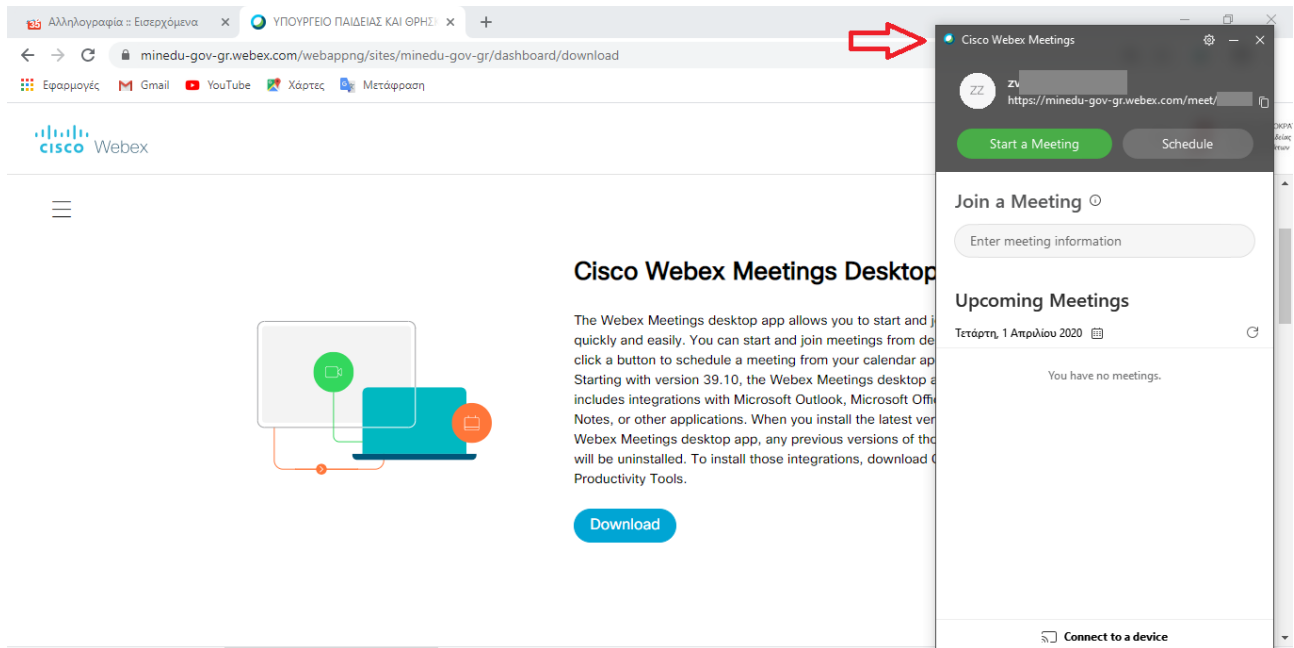 Αλληλογραφία :: Εισερχόμενα
ΥΠΟΥΡΓΕΙΟ ΠΑΙΔΕΙΑΣ ΚΑΙ ΘΡΗΣ
minedu-gov-gr.webex.com/webappng/sites/minedu-gov-gr/dashboard/download
Εφαρμογές Gmail YouTube Χάρτες Μετάφραση
cisco Webex
Cisco Webex Meetings Desktop
The Webex Meetings desktop app allows you to start and j
quickly and easily. You can start and join meetings from de
click a button to schedule a meeting from your calendar ap
Starting with version 39.10, the Webex Meetings desktop a
includes integrations with Microsoft Outlook, Microsoft Offi
Notes, or other applications. When you install the latest ver
Webex Meetings desktop app, any previous versions of tho
will be uninstalled. To install those integrations, download
Productivity Tools.
Download
Cisco Webex Meetings
ZZ
zv
https://minedu-gov-gr.webex.com/meet/
Start a Meeting
Schedule
Join a Meeting
Enter meeting information
Upcoming Meetings
Τετάρτη, 1 Απριλίου 2020
You have no meetings.
Connect to a device